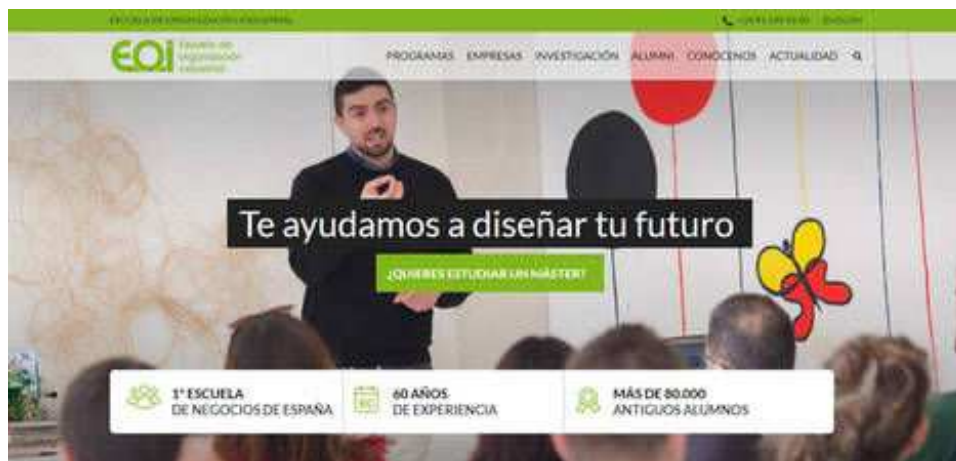 ESCUELA DE ORGANIZACIÓN INDUSTRIAL
ENGLISH
EOi Escuela de
organización
industrial
PROGRAMAS EMPRESAS INVESTIGACIÓN ALUMNI CONÓCENOS ACTUALIDAD
Te ayudamos a diseñar tu futuro
¿QUIERES ESTUDIAR UN MÁSTER?
1ª ESCUELA
DE NEGOCIOS DE ESPAÑA
60 AÑOS
DE EXPERIENCIA
MÁS DE 80.000
ANTIGUOS ALUMNOS